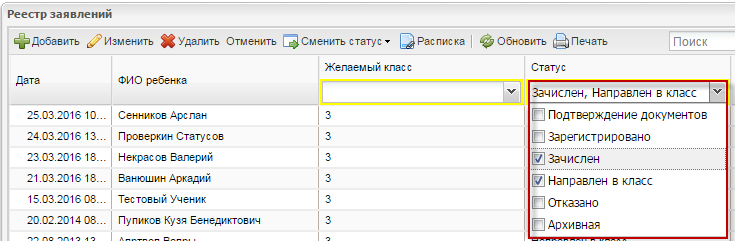 Реестр заявлений
Добавить Изменить Удалить Отменить Сменить статус Расписка Обновить Печать Поиск
Дата ФИО ребенка Желаемый класс Статус
Зачислен, Направлен в класс
25.03.2016 10... Сенников Арслан 3 Подтверждение документов
24.03.2016 13... Проверкин Статусов 3 Зарегистрировано
23.03.2016 18... Некрасов Валерий 3 Зачислен
21.03.2016 18... Ванюшин Аркадий 3 Направлен в класс
15.03.2016 08... Тестовый Ученик 3 Отказано
20.02.2014 08... Пупиков Кузя Бенедиктович 3 Архивная